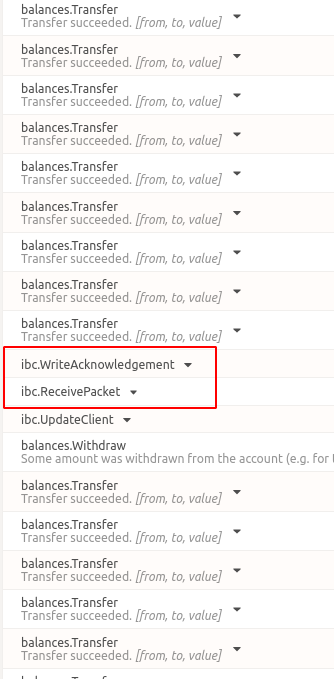 balances.Transfer
Transfer succeeded. [from, to, value]
balances.Transfer
Transfer succeeded. [from, to, value]
balances.Transfer
Transfer succeeded. [from, to, value]
balances.Transfer
Transfer succeeded. [from, to, value]
balances.Transfer
Transfer succeeded. [from, to, value]
balances.Transfer
Transfer succeeded. [from, to, value]
balances.Transfer
Transfer succeeded. [from, to, value]
balances.Transfer
Transfer succeeded. [from, to, value]
balances.Transfer
Transfer succeeded. [from, to, value]
ibc.WriteAcknowledgement
ibc.ReceivePacket
ibc.UpdateClient
balances.Withdraw
Some amount was withdrawn from the account (e.g. for
balances.Transfer
Transfer succeeded. [from, to, value]
balances.Transfer
Transfer succeeded. [from, to, value]
balances.Transfer
Transfer succeeded. [from, to, value]
balances.Transfer
Transfer succeeded. [from, to, value]
balances.Transfer
Transfer succeeded. [from, to, value]